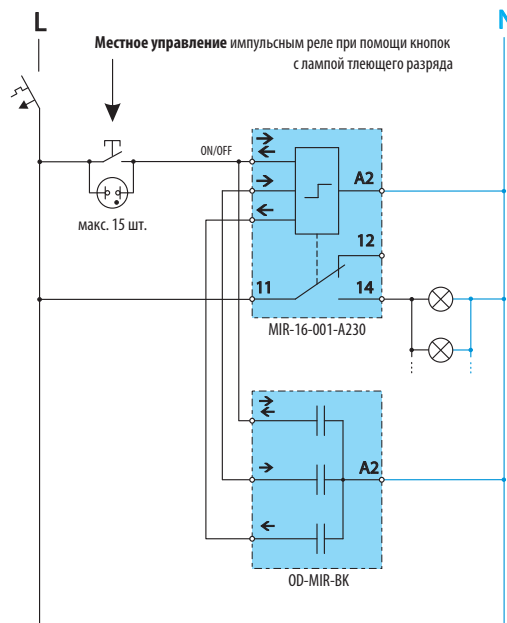 L
N
Местное управление импульсным реле при помощи кнопок
с лампой тлеющего разряда
ON/OFF
макс. 15 шт.
A2
12
11
14
MIR-16-001-A230
A2
OD-MIR-BK